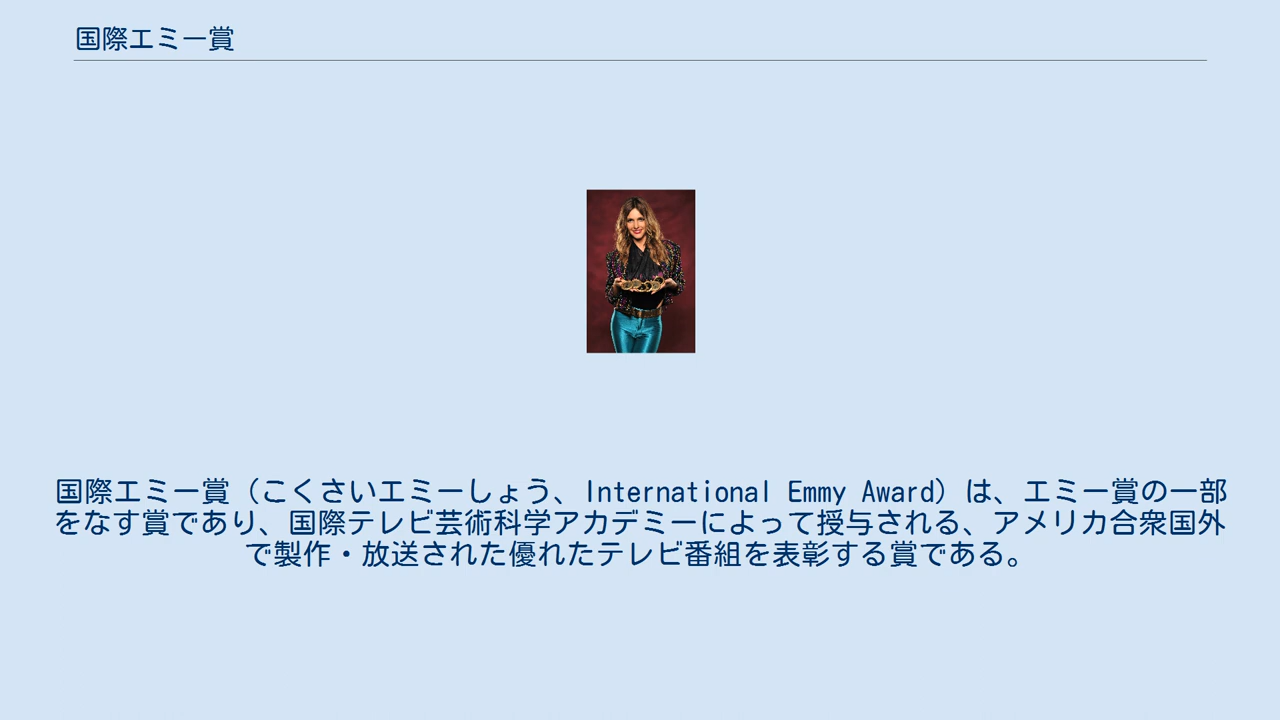 国際エミー賞
国際エミー賞（こくさいエミーしょう、International Emmy Award）は、エミー賞の一部
をなす賞であり、国際テレビ芸術科学アカデミーによって授与される、アメリカ合衆国外
で製作・放送された優れたテレビ番組を表彰する賞である。